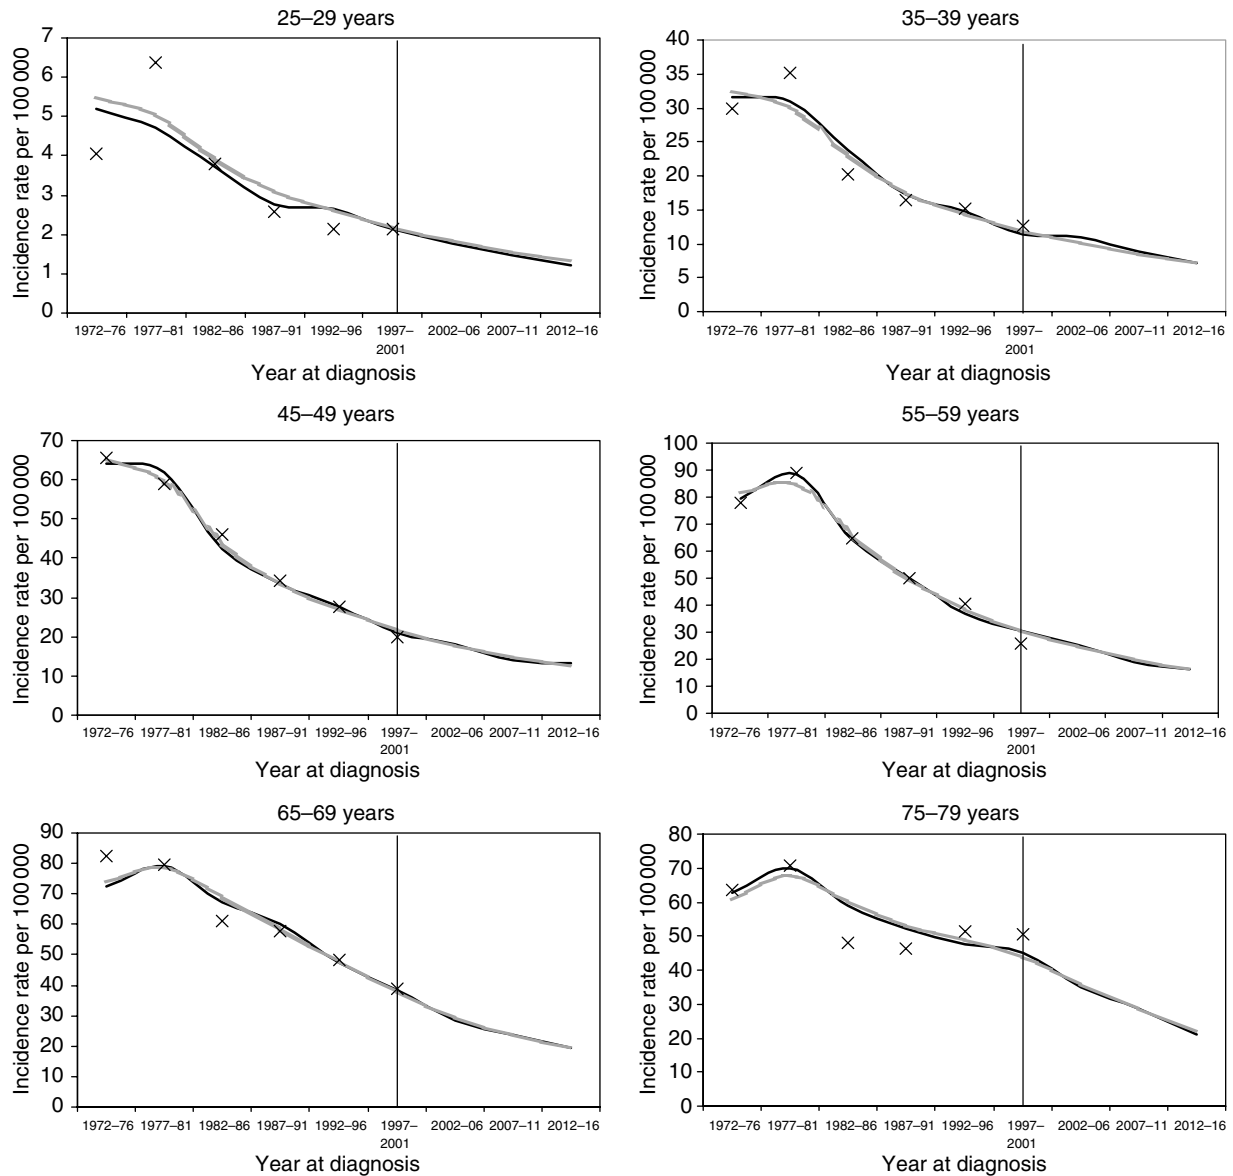 25–29 years
Incidence rate per 100 000
7
6
5
4
3
2
1
0
1972–76 1977–81 1982–86 1987–91 1992–96 1997–2001 2002–06 2007–11 2012–16
Year at diagnosis
35–39 years
Incidence rate per 100 000
40
35
30
25
20
15
10
5
0
1972–76 1977–81 1982–86 1987–91 1992–96 1997–2001 2002–06 2007–11 2012–16
Year at diagnosis
45–49 years
Incidence rate per 100 000
70
60
50
40
30
20
10
0
1972–76 1977–81 1982–86 1987–91 1992–96 1997–2001 2002–06 2007–11 2012–16
Year at diagnosis
55–59 years
Incidence rate per 100 000
100
90
80
70
60
50
40
30
20
10
0
1972–76 1977–81 1982–86 1987–91 1992–96 1997–2001 2002–06 2007–11 2012–16
Year at diagnosis
65–69 years
Incidence rate per 100 000
90
80
70
60
50
40
30
20
10
0
1972–76 1977–81 1982–86 1987–91 1992–96 1997–2001 2002–06 2007–11 2012–16
Year at diagnosis
75–79 years
Incidence rate per 100 000
80
70
60
50
40
30
20
10
0
1972–76 1977–81 1982–86 1987–91 1992–96 1997–2001 2002–06 2007–11 2012–16
Year at diagnosis